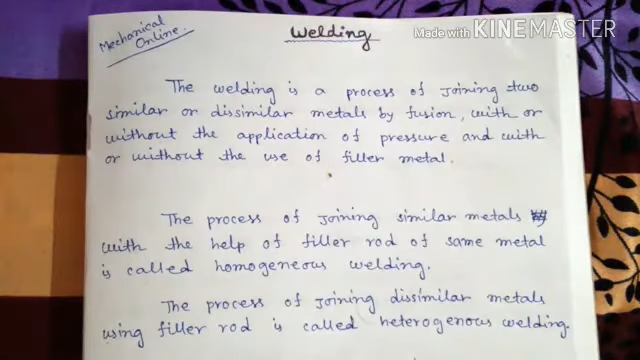 Mechanical
Online.
Welding
Made with KINEMASTER
The welding is a process of joining two
similar or dissimilar metals by fusion, with or
without the application of pressure and with
or without the use of filler metal.
The process of joining similar metals
with the help of filler rod of same metal
is called homogeneous welding.
The process of joining dissimilar metals
using filler rod is called heterogenous welding.